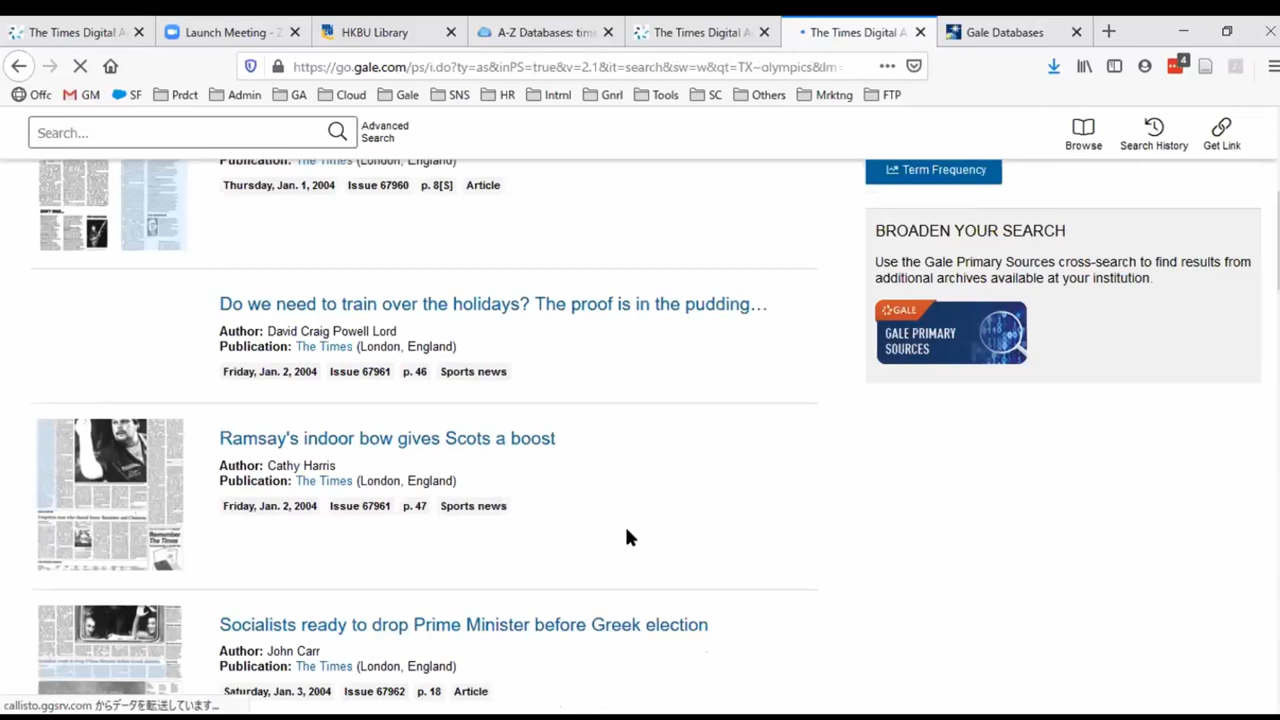 The Times Digital A
Launch Meeting - Z
HKBU Library
A-Z Databases: time
The Times Digital A
The Times Digital A
Gale Databases
https://go.gale.com/ps/i.do?ty=as&inPS=true&v=2.1&it=search&sw=w&qt=TX~olympics&lm=
4
Offc GM SF Prdct Admin GA Cloud Gale SNS HR Intrnl Gnrl Tools SC Others Mrktng FTP
Search...
Advanced
Search
Browse
Search History
Get Link
Publication: The Times (London, England)
Thursday, Jan. 1, 2004 Issue 67960 p. 8[S] Article
Term Frequency
BROADEN YOUR SEARCH
Use the Gale Primary Sources cross-search to find results from
additional archives available at your institution.
GALE
GALE PRIMARY
SOURCES
Do we need to train over the holidays? The proof is in the pudding...
Author: David Craig Powell Lord
Publication: The Times (London, England)
Friday, Jan. 2, 2004 Issue 67961 p. 46 Sports news
Ramsay's indoor bow gives Scots a boost
Author: Cathy Harris
Publication: The Times (London, England)
Friday, Jan. 2, 2004 Issue 67961 p. 47 Sports news
Remember
The Times
Socialists ready to drop Prime Minister before Greek election
Author: John Carr
Publication: The Times (London, England)
Saturday, Jan. 3, 2004 Issue 67962 p. 18 Article
callisto.ggsrv.com からデータを転送しています...